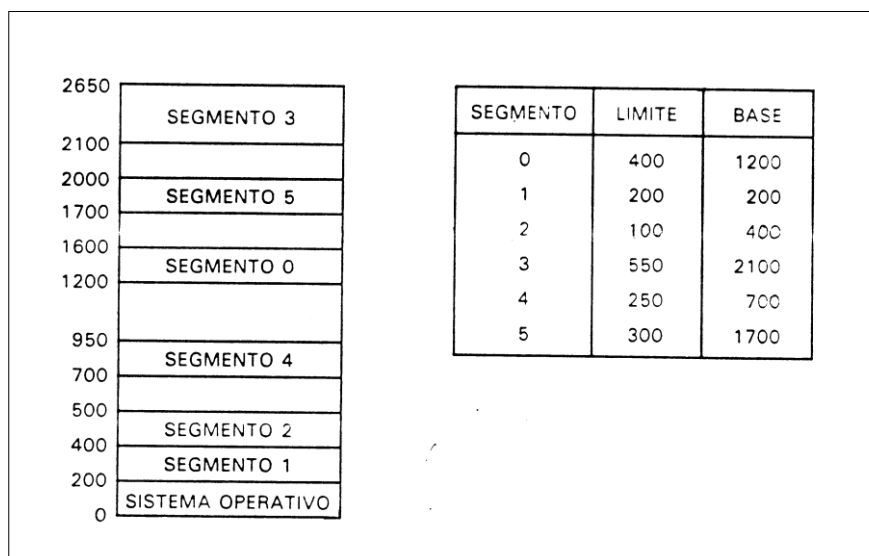 2650
SEGMENTO 3
2100
2000
SEGMENTO 5
1700
1600
SEGMENTO 0
1200
950
SEGMENTO 4
700
500
SEGMENTO 2
400
SEGMENTO 1
200
SISTEMA OPERATIVO
0
SEGMENTO LIMITE BASE
0 400 1200
1 200 200
2 100 400
3 550 2100
4 250 700
5 300 1700